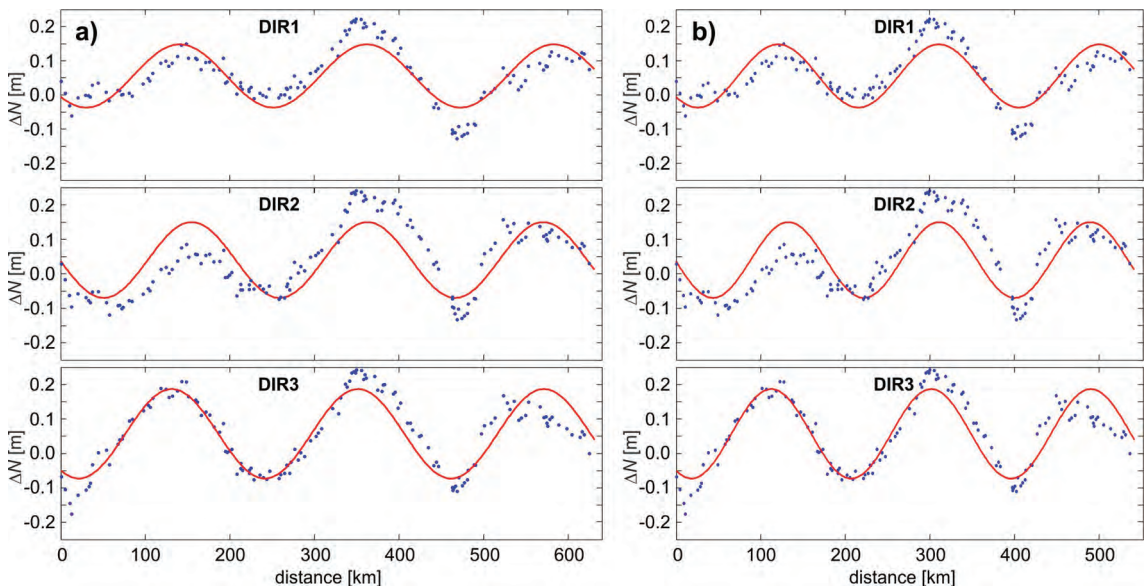 a)
DIR1
0.2
0.1
0.0
-0.1
-0.2
ΔN [m]
DIR2
0.2
0.1
0.0
-0.1
-0.2
ΔN [m]
DIR3
0.2
0.1
0.0
-0.1
-0.2
ΔN [m]
0 100 200 300 400 500 600
distance [km]
b)
DIR1
0.2
0.1
0.0
-0.1
-0.2
ΔN [m]
DIR2
0.2
0.1
0.0
-0.1
-0.2
ΔN [m]
DIR3
0.2
0.1
0.0
-0.1
-0.2
ΔN [m]
0 100 200 300 400 500
distance [km]